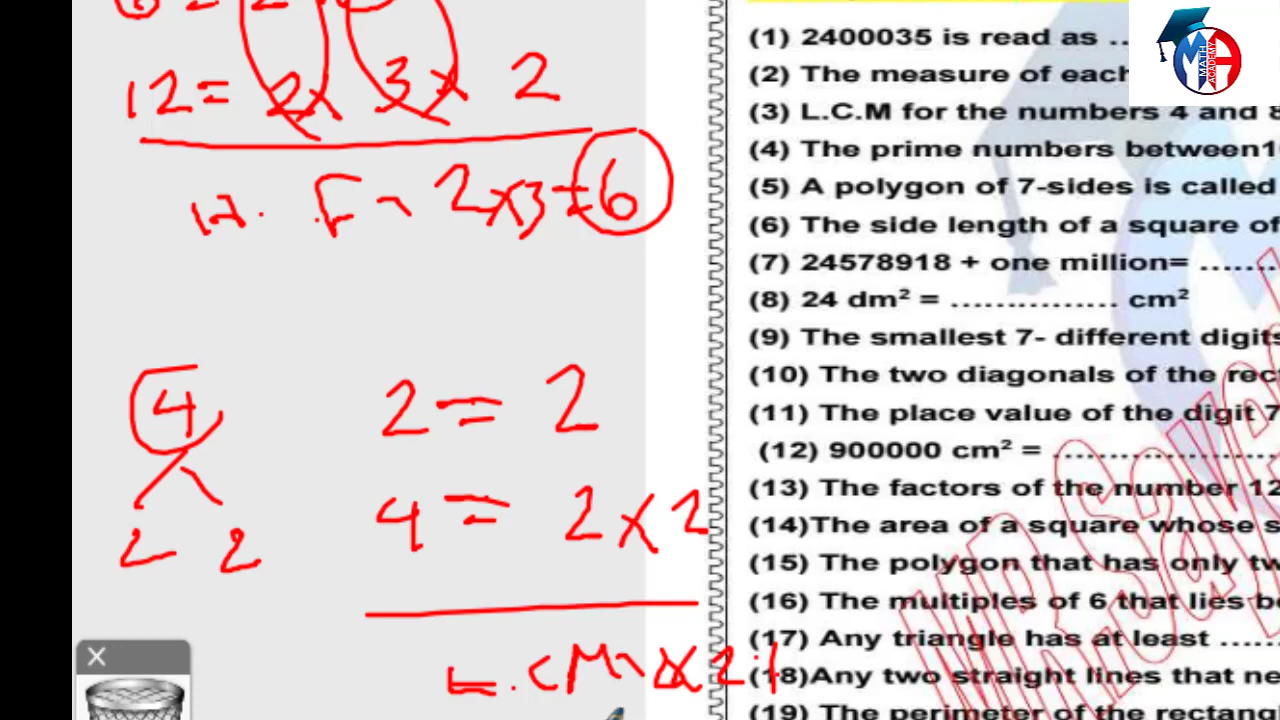 12 = 2 x 3 x 2
H.F = 2 x 3 = 6
4
2 2
2 = 2
4 = 2 x 2
L.CM
(1) 2400035 is read as ..
(2) The measure of each
(3) L.C.M for the numbers 4 and 8
(4) The prime numbers between
(5) A polygon of 7-sides is called
(6) The side length of a square of
(7) 24578918 + one million= ........
(8) 24 dm² = ................ cm²
(9) The smallest 7- different digits
(10) The two diagonals of the
(11) The place value of the digit 7
(12) 900000 cm² = ....................
(13) The factors of the number 12
(14)The area of a square whose
(15) The polygon that has only
(16) The multiples of 6 that lies
(17) Any triangle has at least ......
(18)Any two straight lines that
(19) The perimeter of the
MATH ACADEMY